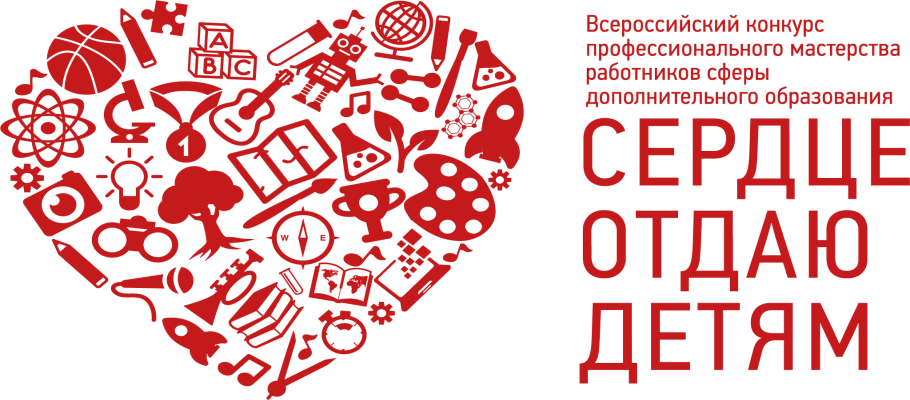 Всероссийский конкурс
профессионального мастерства
работников сферы
дополнительного образования
СЕРДЦЕ
ОТДАЮ
ДЕТЯМ
A
B C
1
W E